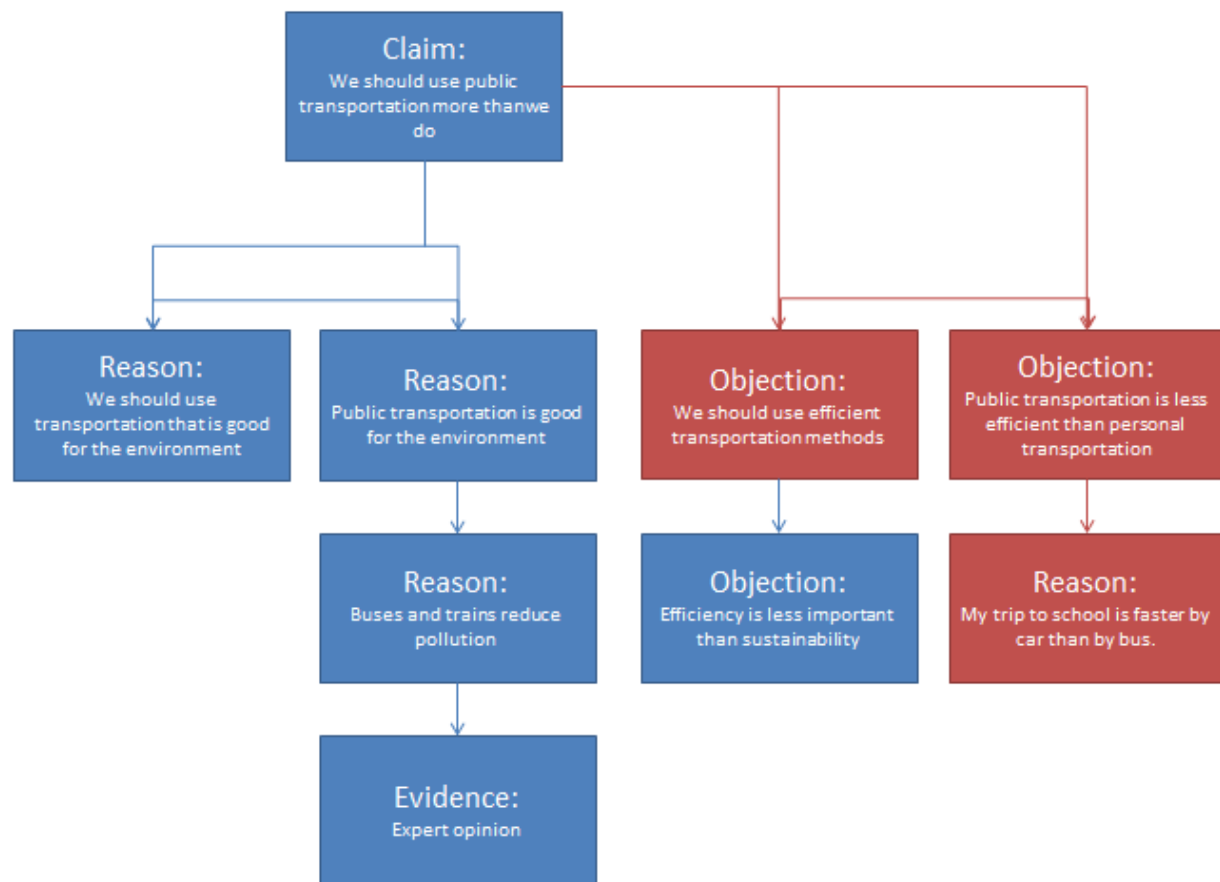 Claim:
We should use public
transportation more thanwe
do
Reason:
We should use
transportation that is good
for the environment
Reason:
Public transportation is good
for the environment
Objection:
We should use efficient
transportation methods
Objection:
Public transportation is less
efficient than personal
transportation
Reason:
Buses and trains reduce
pollution
Objection:
Efficiency is less important
than sustainability
Reason:
My trip to school is faster by
car than by bus.
Evidence:
Expert opinion